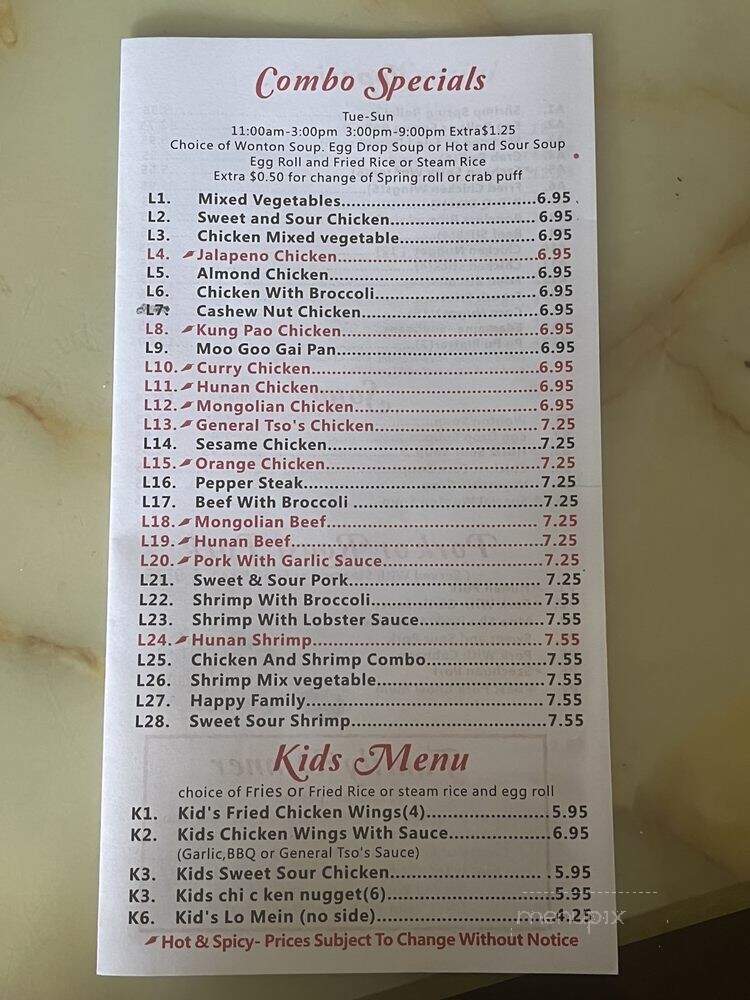 Combo Specials
Tue-Sun
11:00am-3:00pm 3:00pm-9:00pm Extra$1.25
Choice of Wonton Soup. Egg Drop Soup or Hot and Sour Soup
Egg Roll and Fried Rice or Steam Rice
Extra $0.50 for change of Spring roll or crab puff
L1. Mixed Vegetables........................................6.95
L2. Sweet and Sour Chicken.............................. 6.95
L3. Chicken Mixed vegetable............................6.95
L4. Jalapeno Chicken........................................6.95
L5. Almond Chicken..........................................6.95
L6. Chicken With Broccoli.................................6.95
L7. Cashew Nut Chicken...................................6.95
L8. Kung Pao Chicken.......................................6.95
L9. Moo Goo Gai Pan........................................6.95
L10. Curry Chicken............................................6.95
L11. Hunan Chicken...........................................6.95
L12. Mongolian Chicken....................................6.95
L13. General Tso's Chicken................................7.25
L14. Sesame Chicken.........................................7.25
L15. Orange Chicken.........................................7.25
L16. Pepper Steak..............................................7.25
L17. Beef With Broccoli ....................................7.25
L18. Mongolian Beef......................................... 7.25
L19. Hunan Beef................................................7.25
L20. Pork With Garlic Sauce...............................7.25
L21. Sweet & Sour Pork..................................... 7.25
L22. Shrimp With Broccoli.................................7.55
L23. Shrimp With Lobster Sauce........................7.55
L24. Hunan Shrimp............................................7.55
L25. Chicken And Shrimp Combo.......................7.55
L26. Shrimp Mix vegetable................................7.55
L27. Happy Family.............................................7.55
L28. Sweet Sour Shrimp....................................7.55
Kids Menu
choice of Fries or Fried Rice or steam rice and egg roll
K1. Kid's Fried Chicken Wings(4).......................5.95
K2. Kids Chicken Wings With Sauce...................6.95
(Garlic,BBQ or General Tso's Sauce)
K3. Kids Sweet Sour Chicken............................ .5.95
K3. Kids chi c ken nugget(6)..............................5.95
K6. Kid's Lo Mein (no side)................................4.25
Hot & Spicy- Prices Subject To Change Without Notice
menupix